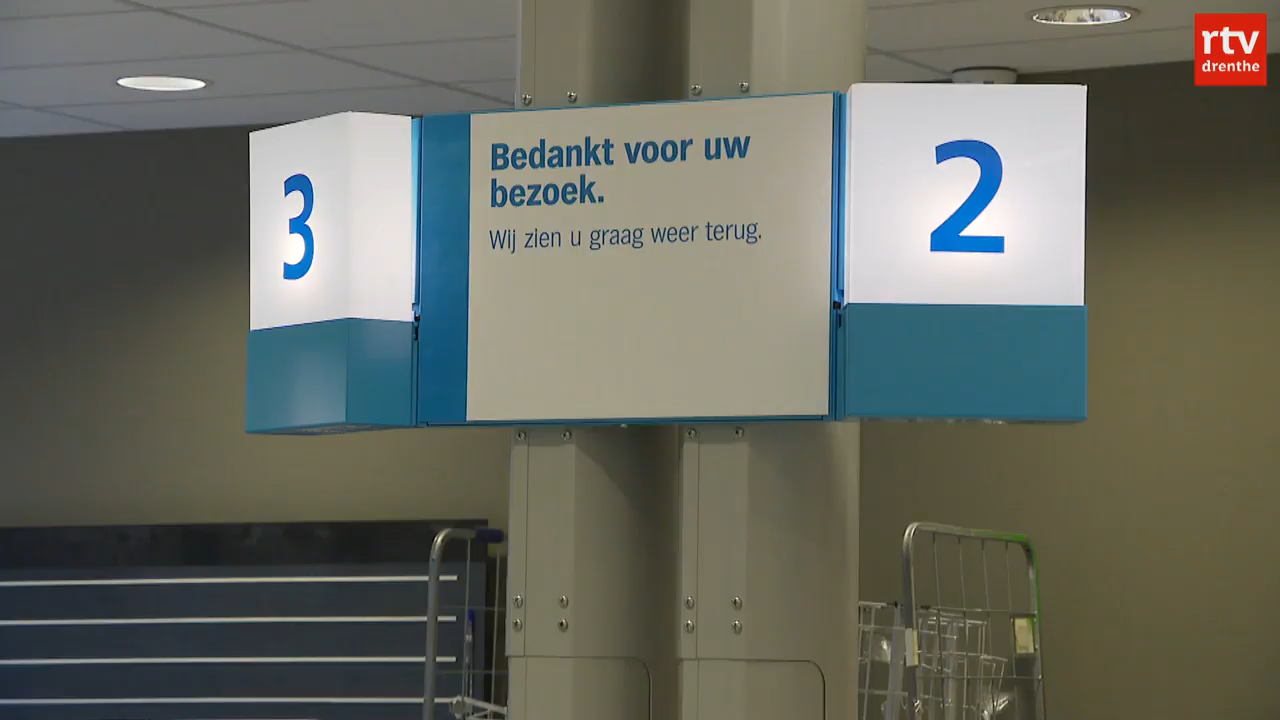 rtv
drenthe
3
Bedankt voor uw
bezoek.
Wij zien u graag weer terug.
2